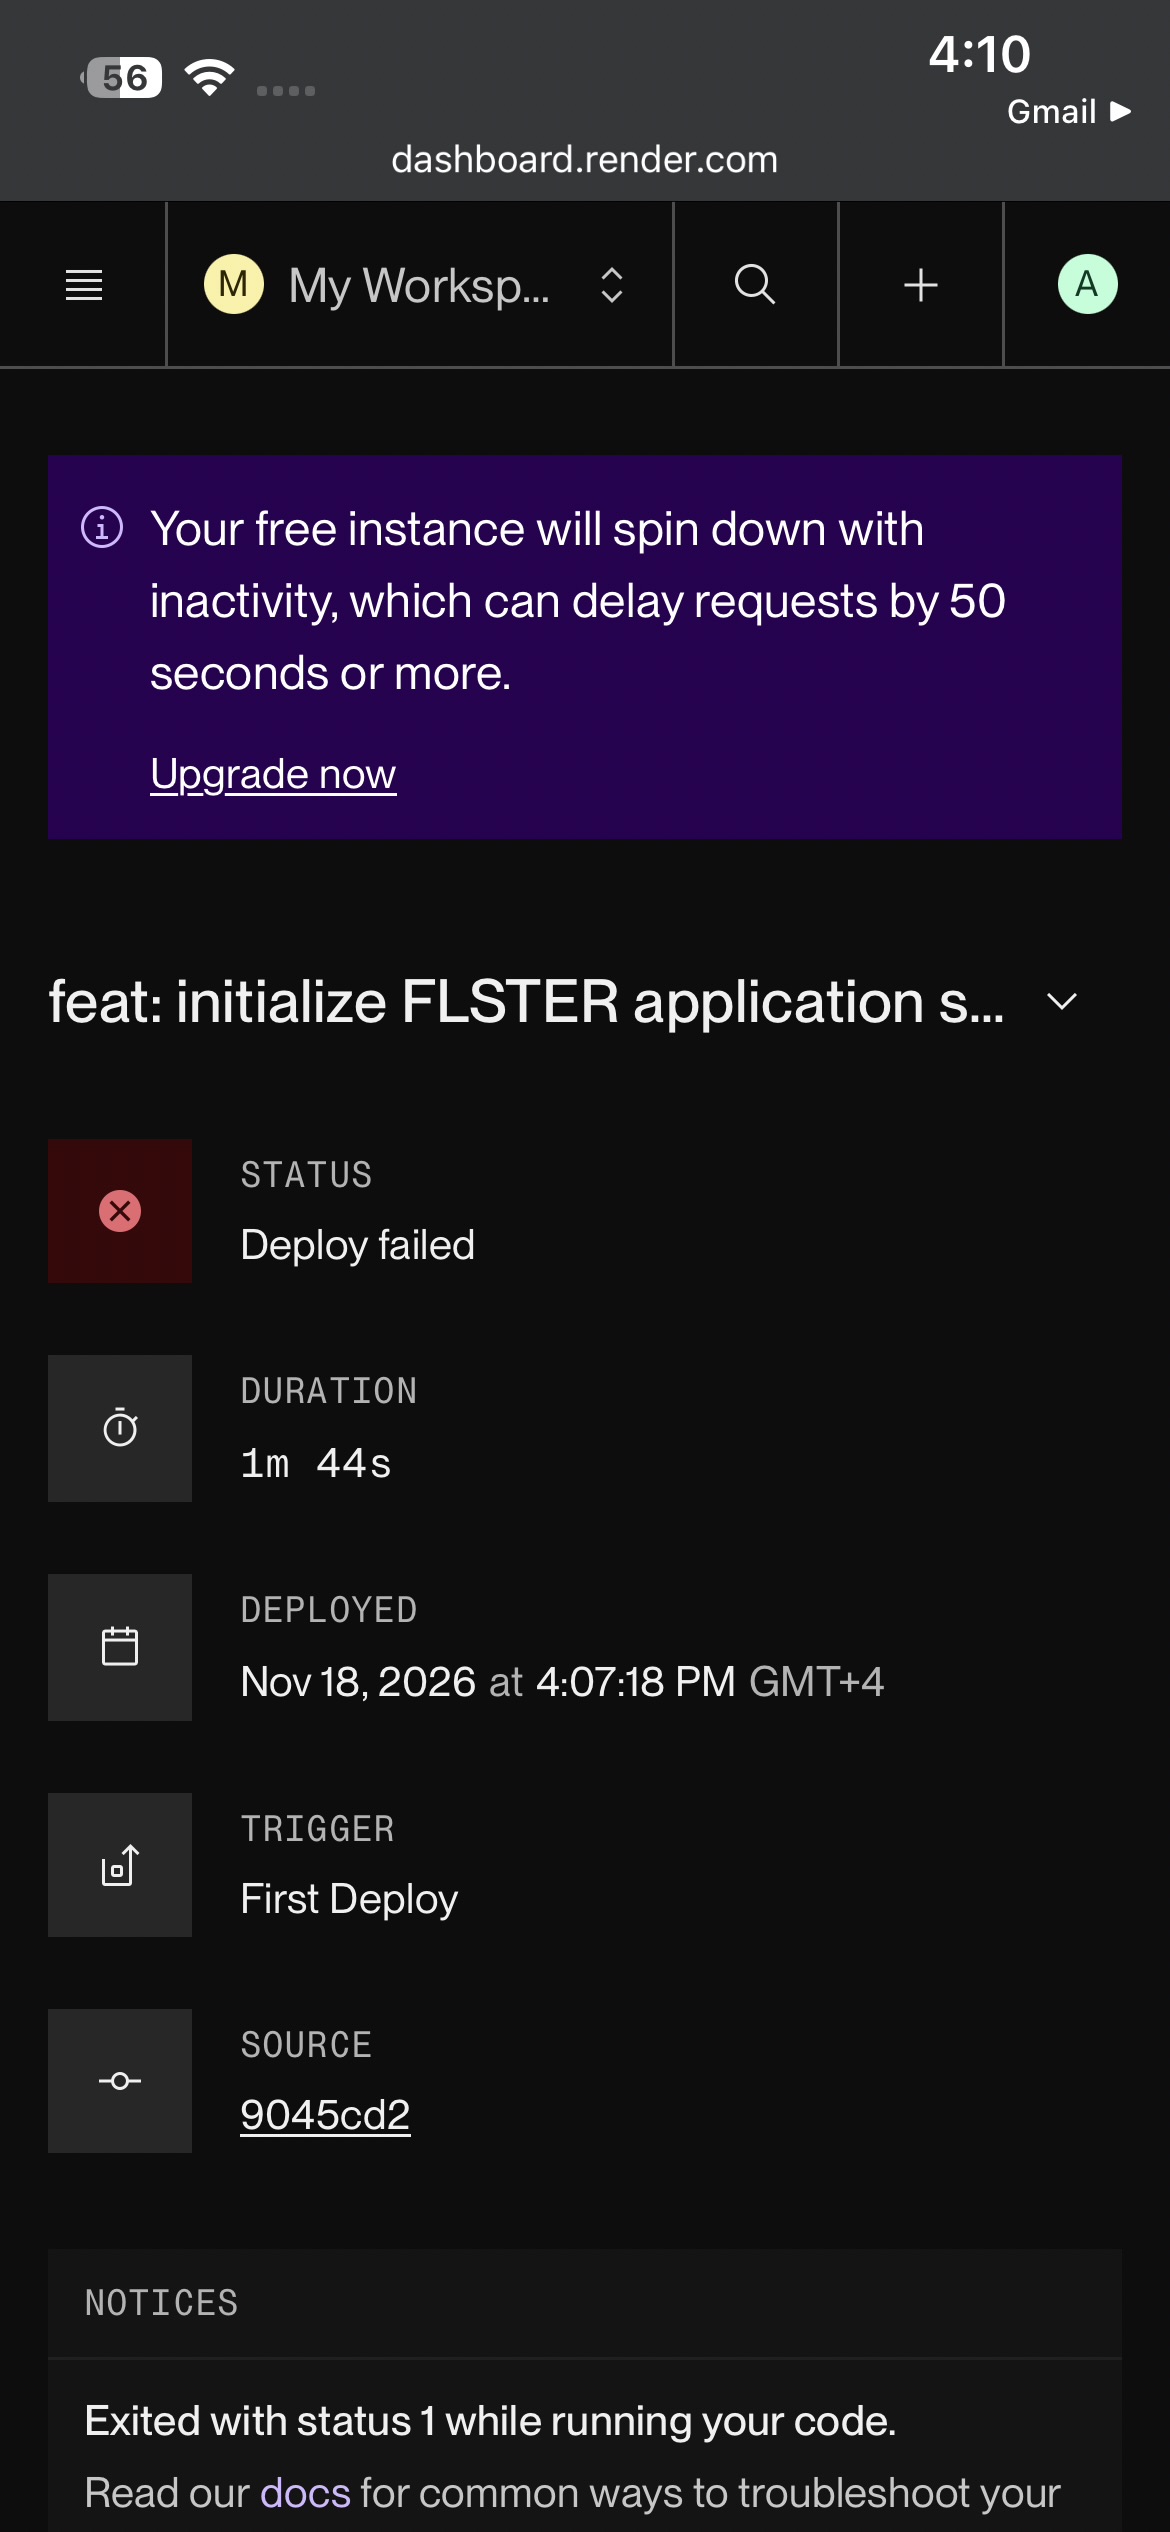 56
4:10
Gmail
dashboard.render.com
M My Worksp... A
Your free instance will spin down with
inactivity, which can delay requests by 50
seconds or more.
Upgrade now
feat: initialize FLSTER application s...
STATUS
Deploy failed
DURATION
1m 44s
DEPLOYED
Nov 18, 2026 at 4:07:18 PM GMT+4
TRIGGER
First Deploy
SOURCE
9045cd2
NOTICES
Exited with status 1 while running your code.
Read our docs for common ways to troubleshoot your